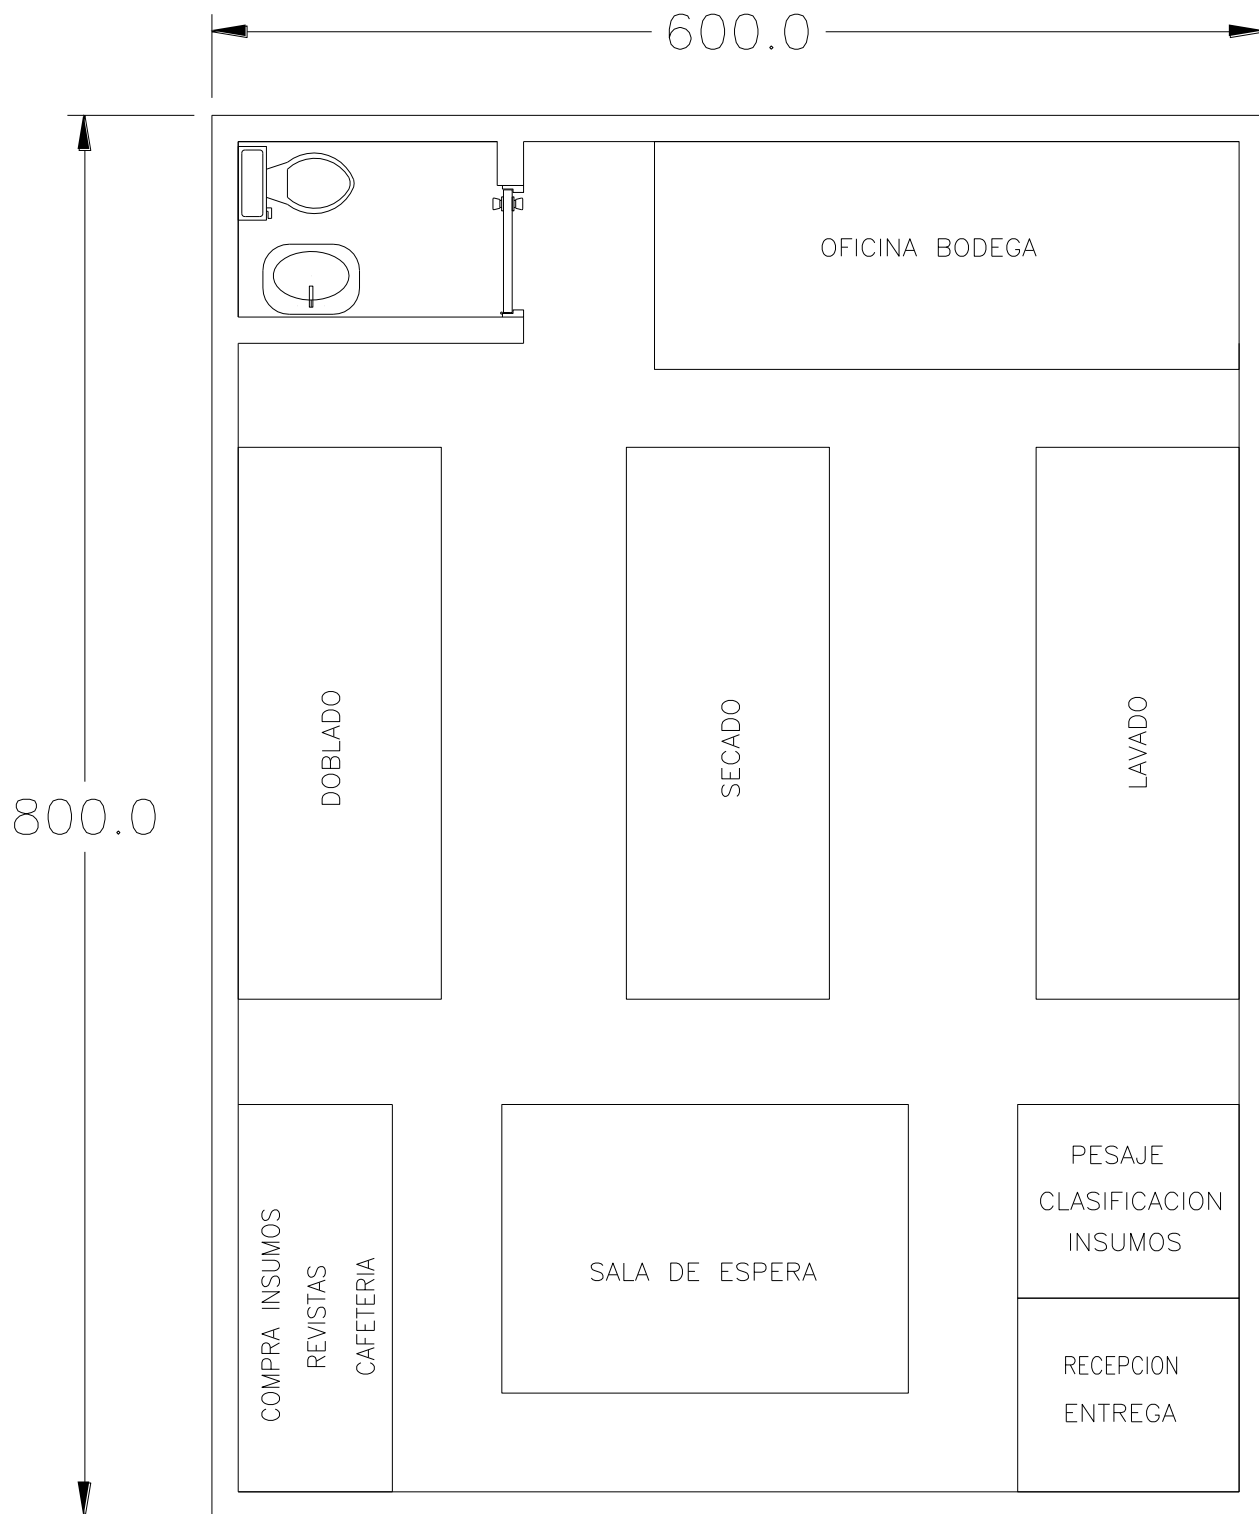 600.0
OFICINA BODEGA
DOBLADO
SECADO
LAVADO
800.0
COMPRA INSUMOS
REVISTAS
CAFETERIA
SALA DE ESPERA
PESAJE
CLASIFICACION
INSUMOS
RECEPCION
ENTREGA